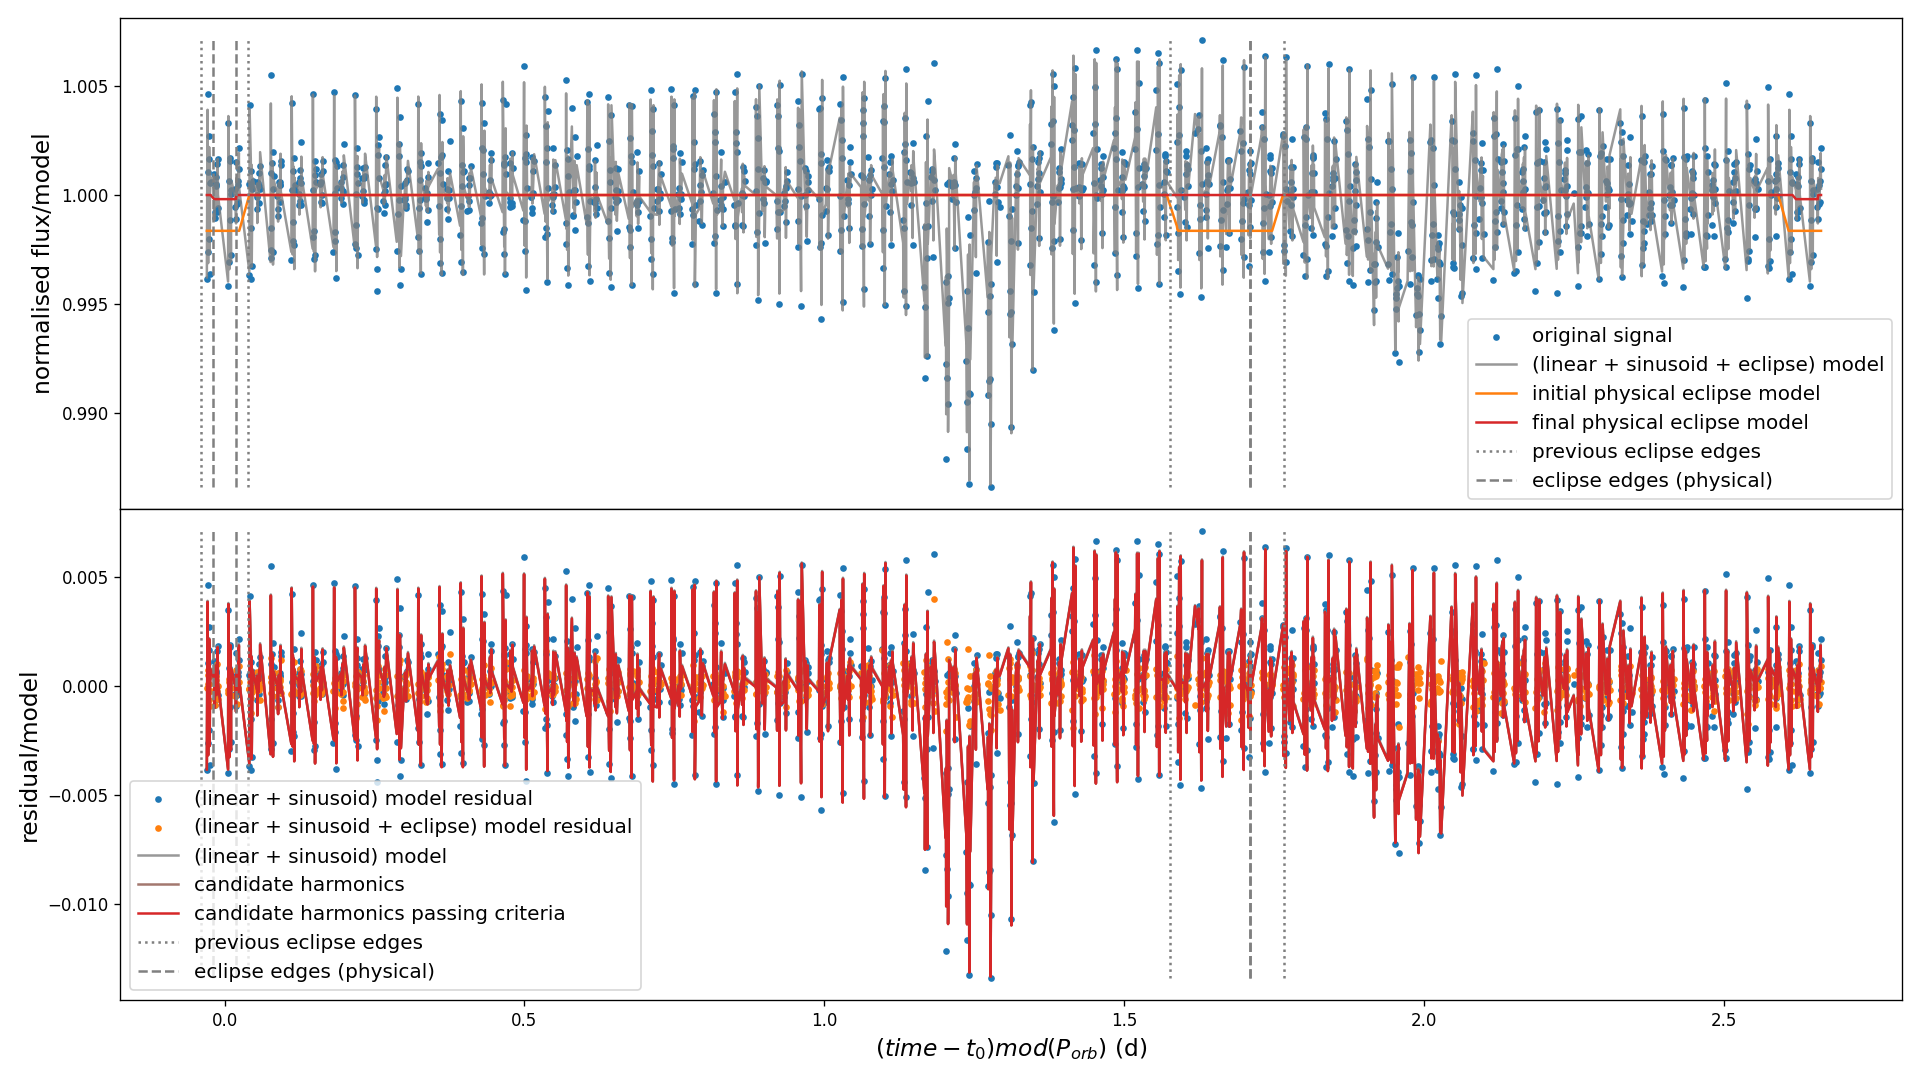 normalised flux/model
1.005
1.000
0.995
0.990
original signal
(linear + sinusoid + eclipse) model
initial physical eclipse model
final physical eclipse model
previous eclipse edges
eclipse edges (physical)
residual/model
0.005
0.000
−0.005
−0.010
(linear + sinusoid) model residual
(linear + sinusoid + eclipse) model residual
(linear + sinusoid) model
candidate harmonics
candidate harmonics passing criteria
previous eclipse edges
eclipse edges (physical)
0.0 0.5 1.0 1.5 2.0 2.5
(time − t₀)mod(P_orb) (d)